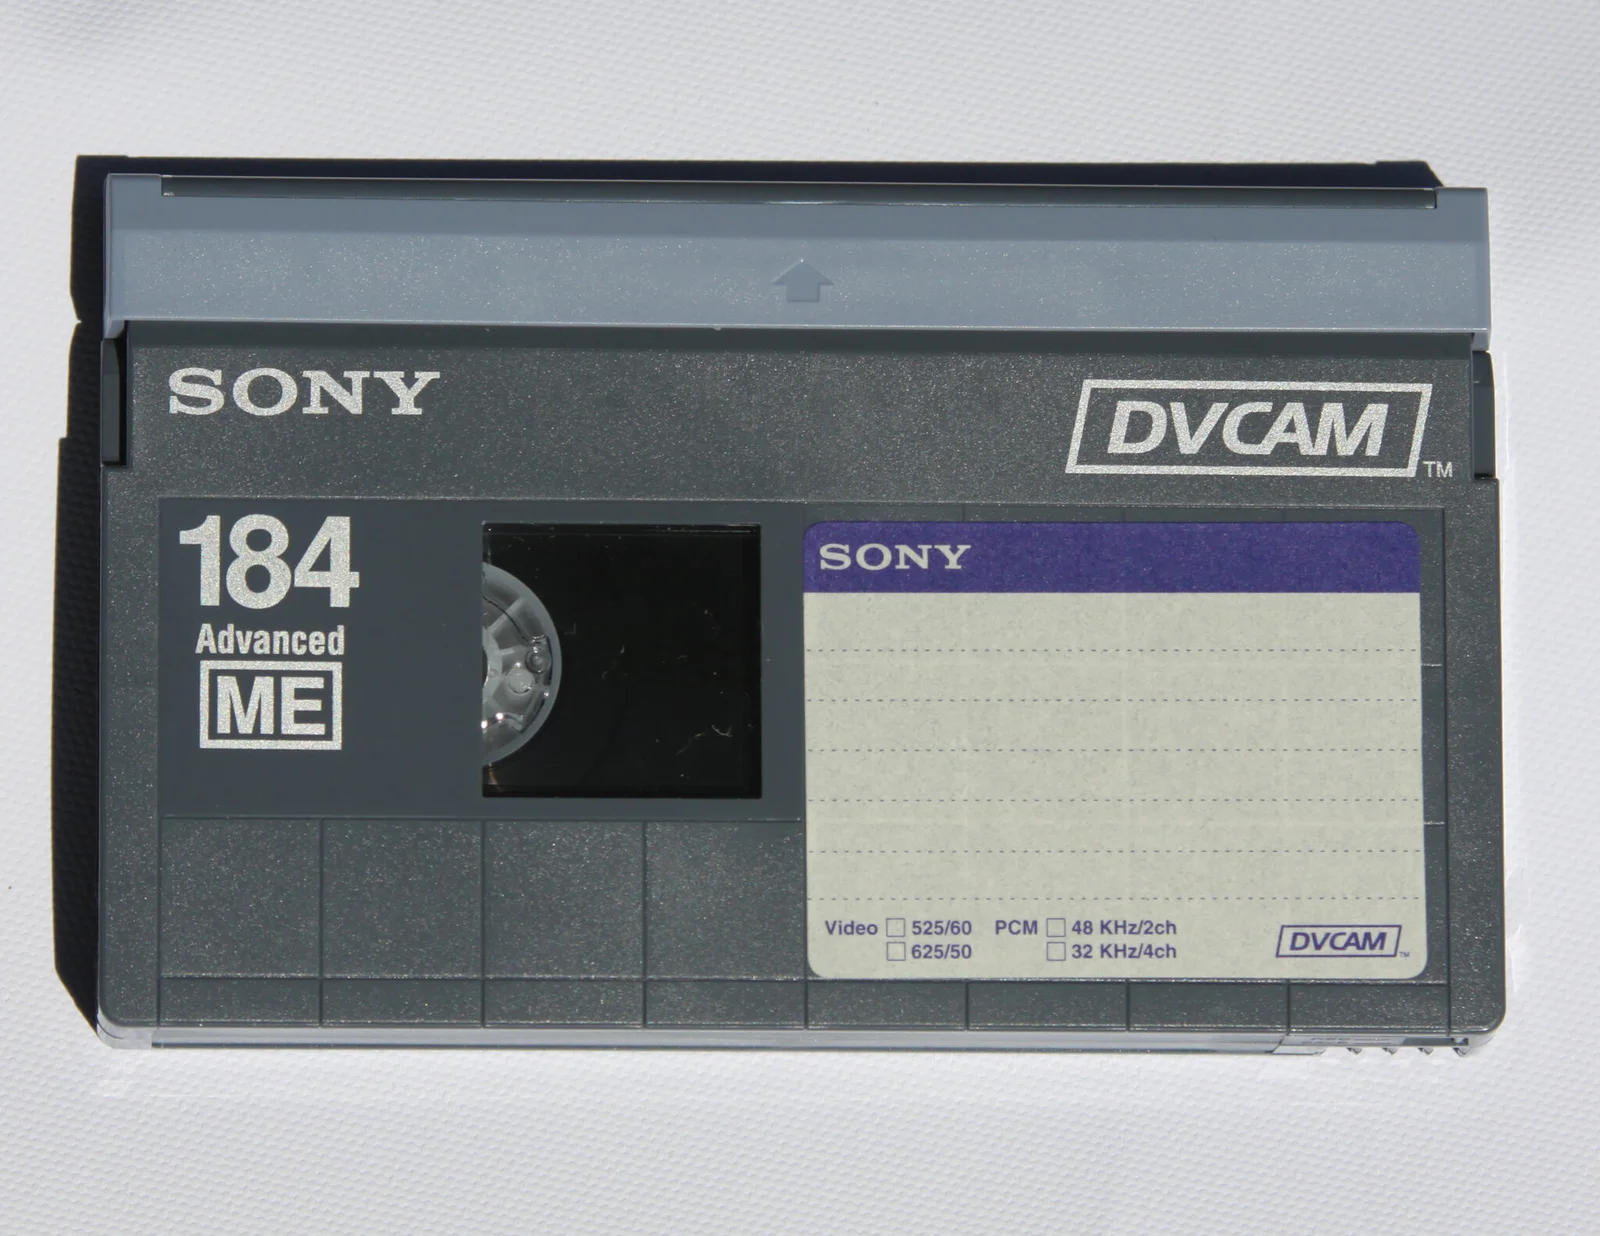 SONY
DVCAM TM
184
Advanced
ME
SONY
Video 525/60 PCM 48 KHz/2ch
625/50 32 KHz/4ch
DVCAM TM